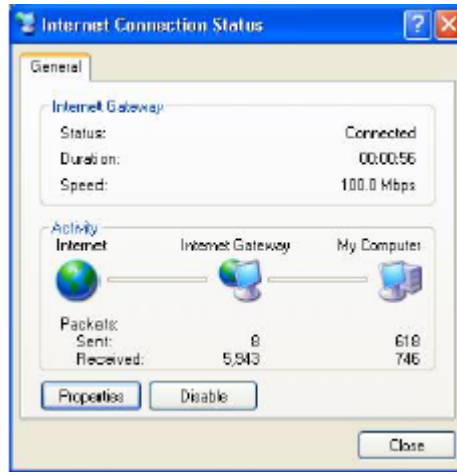 Internet Connection Status
General
Internet Gateway
Status: Connected
Duration: 00:00:56
Speed: 100.0 Mbps
Activity
Internet Internet Gateway My Computer
Packets:
Sent: 8 618
Received: 5,943 746
Properties Disable
Close